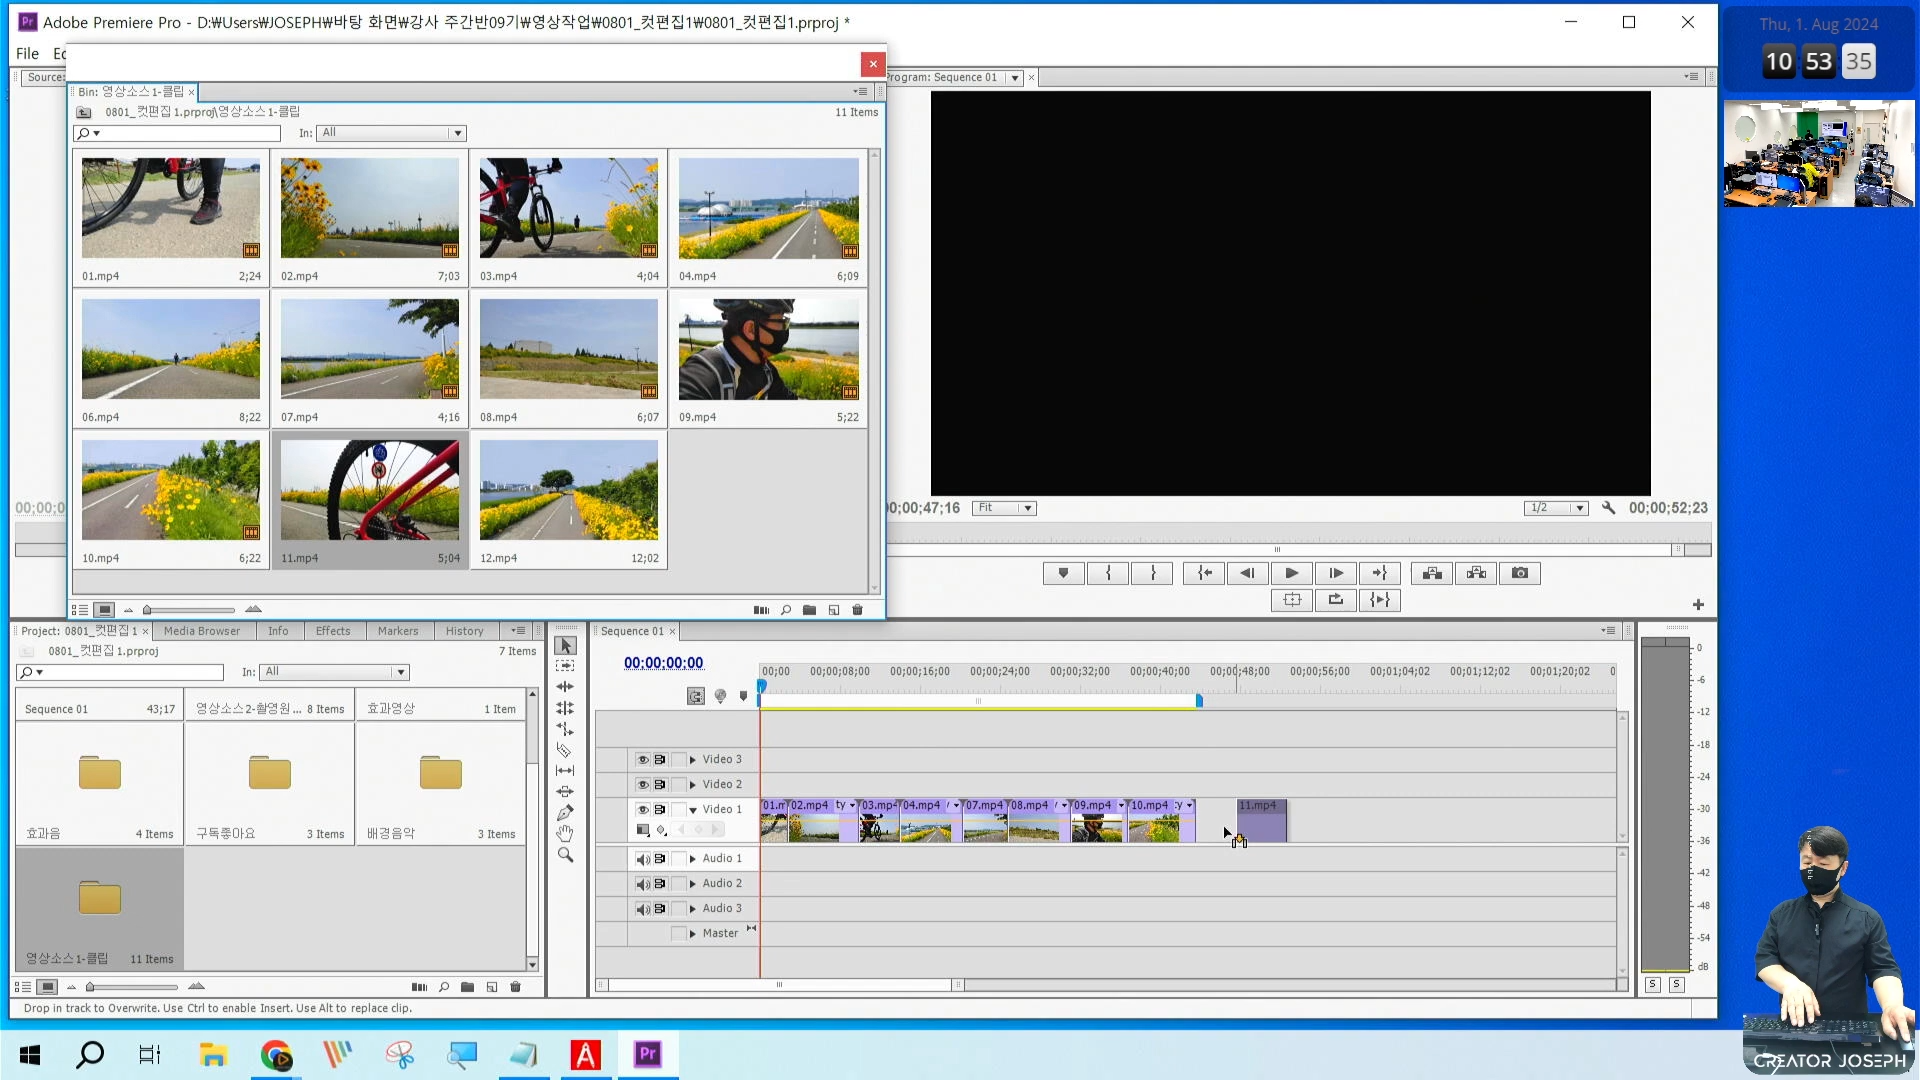 Adobe Premiere Pro - D:₩Users₩JOSEPH₩바탕 화면₩강사 주간반09기₩영상작업₩0801_컷편집1₩0801_컷편집1.prproj *
Thu, 1. Aug 2024
10 53 35
File
Source:
Program: Sequence 01
Bin: 영상소스1-클립
0801_컷편집1.prproj\영상소스1-클립
11 Items
In: All
01.mp4 2;24
02.mp4 7;03
03.mp4 4;04
04.mp4 6;09
06.mp4 8;22
07.mp4 4;16
08.mp4 6;07
09.mp4 5;22
10.mp4 6;22
11.mp4 5;04
12.mp4 12;02
00;00;0
00;00;47;16
Fit
1/2
00;00;52;23
Project: 0801_컷편집1
Media Browser
Info
Effects
Markers
History
0801_컷편집1.prproj
7 Items
In: All
Sequence 01 43;17
영상소스2-촬영원... 8 Items
효과영상 1 Item
효과음 4 Items
구독좋아요 3 Items
배경음악 3 Items
영상소스1-클립 11 Items
Sequence 01
00:00:00:00
00;00 00;00;08;00 00;00;16;00 00;00;24;00 00;00;32;00 00;00;40;00 00;00;48;00 00;00;56;00 00;01;04;02 00;01;12;02 00;01;20;02
Video 3
Video 2
Video 1
01.m 02.mp4 ty 03.mp4 04.mp4 07.mp4 08.mp4 09.mp4 10.mp4 11.mp4
Audio 1
Audio 2
Audio 3
Master
0
-6
-12
-18
-24
-30
-36
-42
-48
-54
dB
S S
Drop in track to Overwrite. Use Ctrl to enable Insert. Use Alt to replace clip.
CREATOR JOSEPH